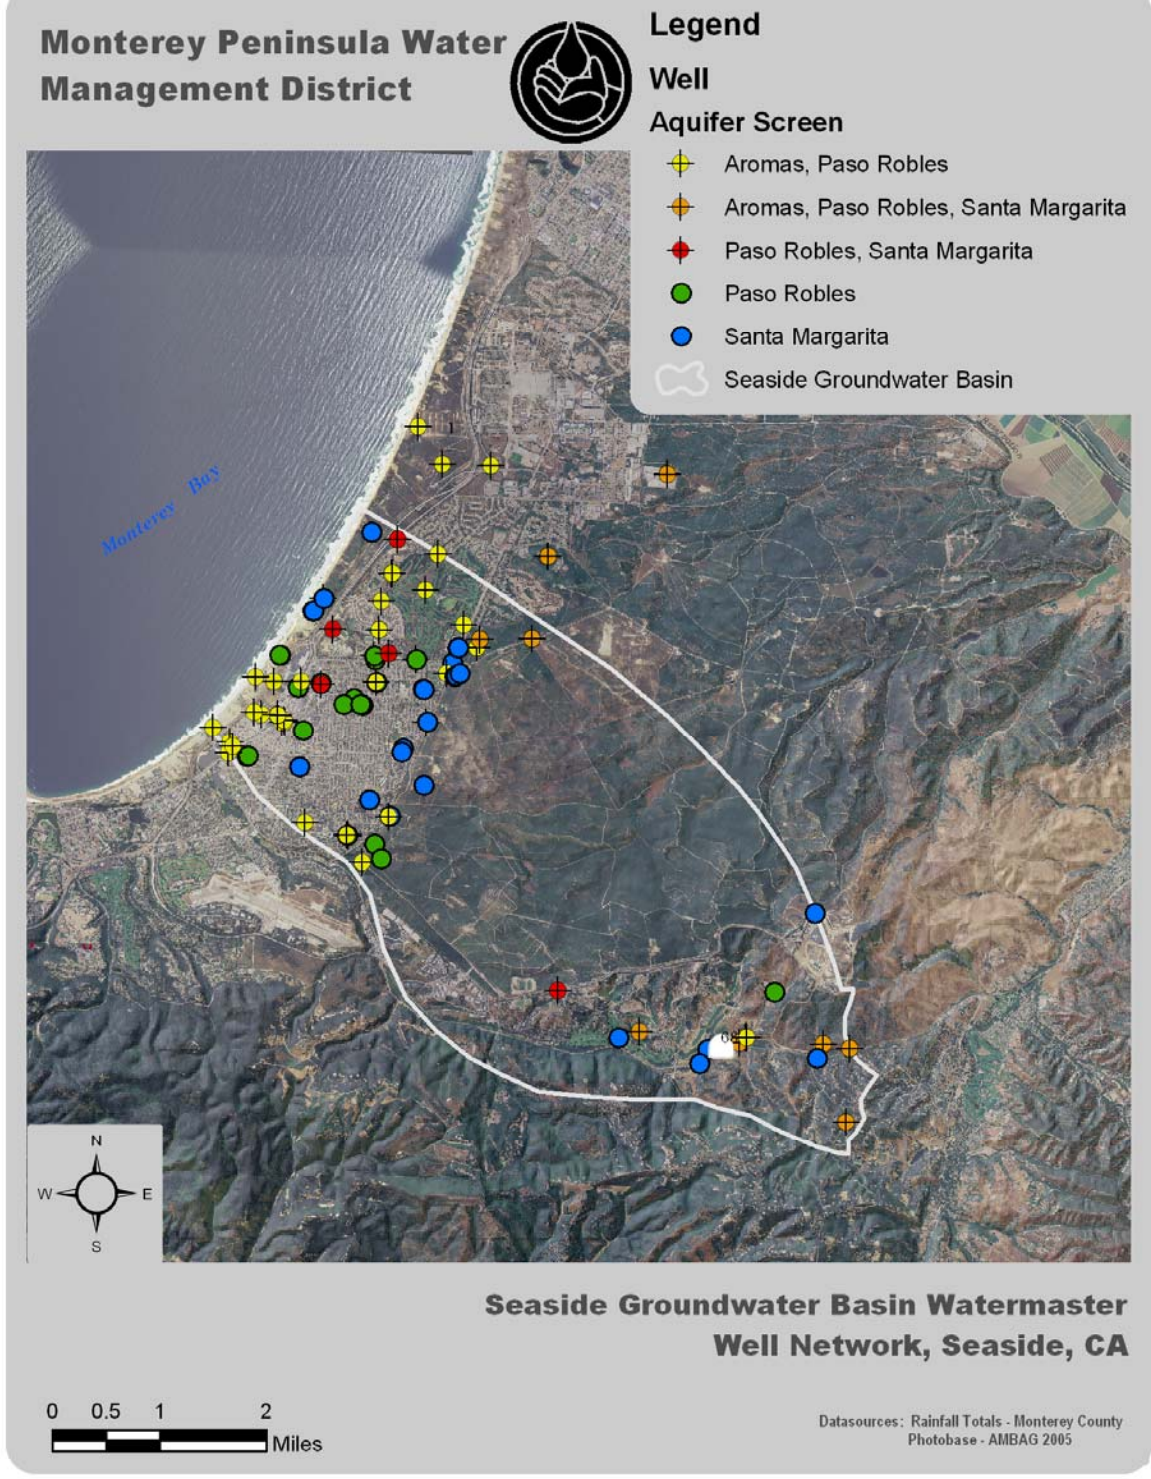 Monterey Peninsula Water
Management District
Legend
Well
Aquifer Screen
Aromas, Paso Robles
Aromas, Paso Robles, Santa Margarita
Paso Robles, Santa Margarita
Paso Robles
Santa Margarita
Seaside Groundwater Basin
1
Monterey Bay
N
W E
S
Seaside Groundwater Basin Watermaster
Well Network, Seaside, CA
0 0.5 1 2
Miles
Datasources: Rainfall Totals - Monterey County
Photobase - AMBAG 2005